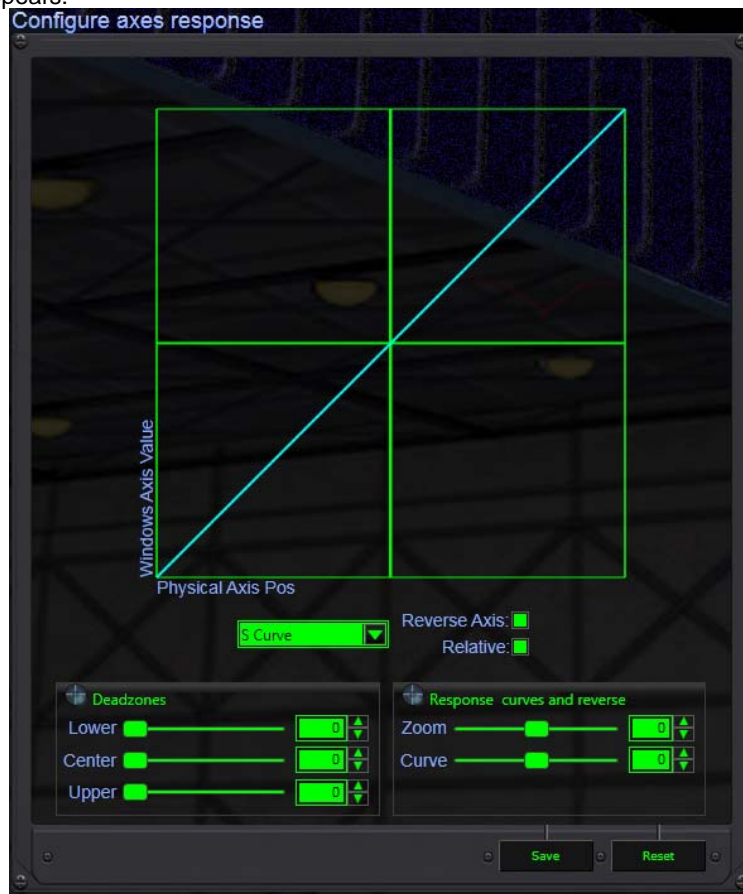 pears.
Configure axes response
Windows Axis Value
Physical Axis Pos
S Curve
Reverse Axis:
Relative:
Deadzones
Lower 0
Center 0
Upper 0
Response curves and reverse
Zoom 0
Curve 0
Save
Reset